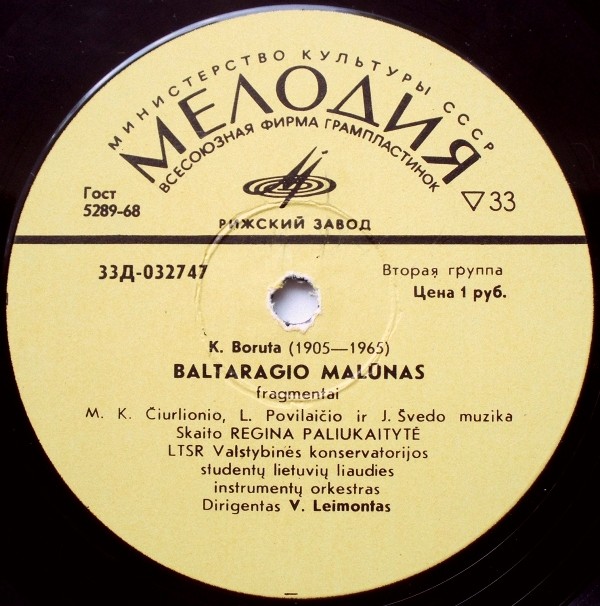 МИНИСТЕРСТВО КУЛЬТУРЫ СССР
МЕЛОДИЯ
ВСЕСОЮЗНАЯ ФИРМА ГРАМПЛАСТИНОК
Гост
5289-68
▽33
РИЖСКИЙ ЗАВОД
33Д-032747
Вторая группа
Цена 1 руб.
K. Boruta (1905—1965)
BALTARAGIO MALŪNAS
fragmentai
M. K. Čiurlionio, L. Povilaičio ir J. Švedo muzika
Skaito REGINA PALIUKAITYTĖ
LTSR Valstybinės konservatorijos
studentų lietuvių liaudies
instrumentų orkestras
Dirigentas V. Leimontas